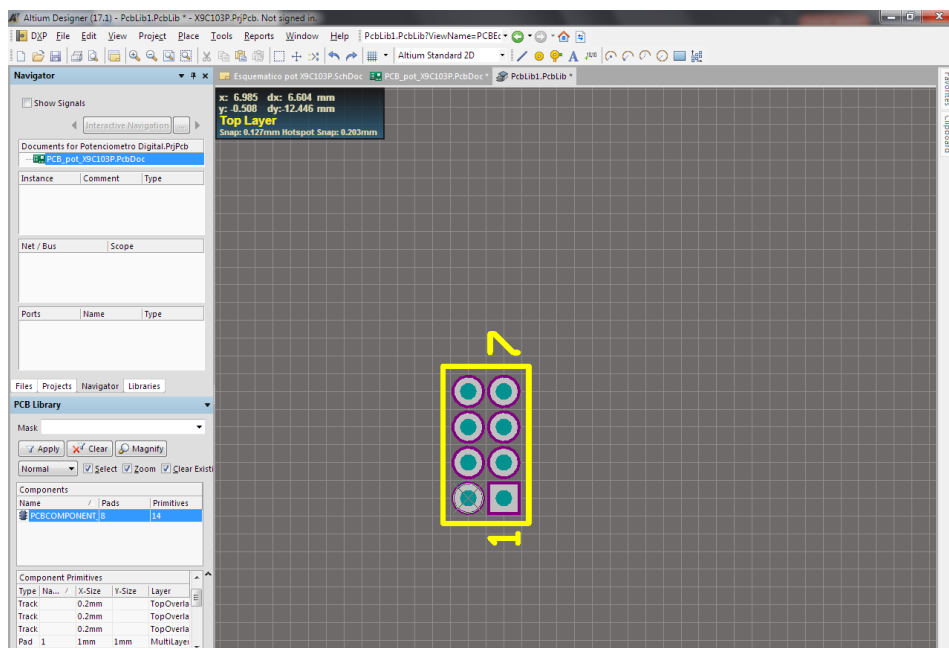 Altium Designer (17.1) - PcbLib1.PcbLib * - X9C103P.PrjPcb. Not signed in.
DXP File Edit View Project Place Tools Reports Window Help PcbLib1.PcbLib?ViewName=PCBEc
Altium Standard 2D
Navigator
Esquematico pot X9C103P.SchDoc PCB_pot_X9C103P.PcbDoc * PcbLib1.PcbLib *
Favorites
Clipboard
x: 6.985 dx: 6.604 mm
y: -0.508 dy:-12.446 mm
Top Layer
Snap: 0.127mm Hotspot Snap: 0.203mm
Show Signals
Interactive Navigation ...
Documents for Potenciometro Digital.PrjPcb
PCB_pot_X9C103P.PcbDoc
Instance Comment Type
Net / Bus Scope
Ports Name Type
Files Projects Navigator Libraries
PCB Library
Mask
Apply Clear Magnify
Normal Select Zoom Clear Existi
Components
Name / Pads Primitives
PCBCOMPONENT_ 8 14
Component Primitives
Type Na... / X-Size Y-Size Layer
Track 0.2mm TopOverla
Track 0.2mm TopOverla
Track 0.2mm TopOverla
Pad 1 1mm 1mm MultiLayer
7
1